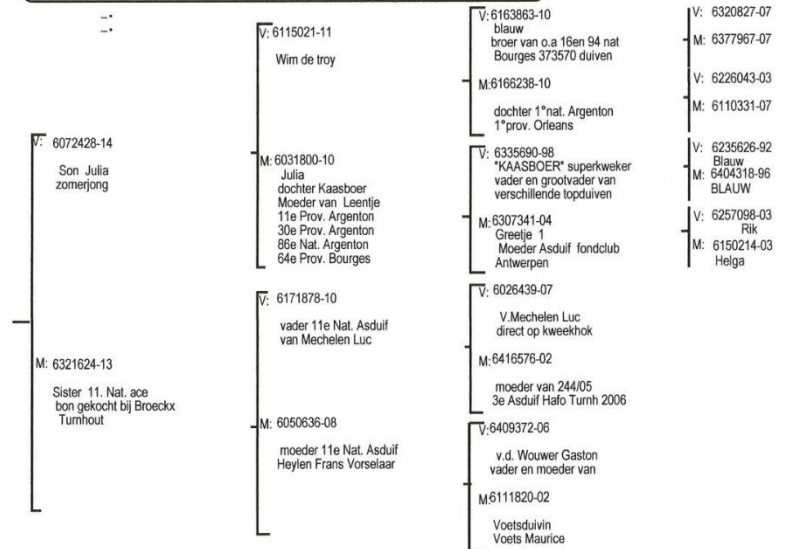 V: 6072428-14
Son Julia
zomerjong
M: 6321624-13
Sister 11. Nat. ace
bon gekocht bij Broeckx
Turnhout
V: 6115021-11
Wim de troy
M: 6031800-10
Julia
dochter Kaasboer
Moeder van Leentje
11e Prov. Argenton
30e Prov. Argenton
86e Nat. Argenton
64e Prov. Bourges
V: 6171878-10
vader 11e Nat. Asduif
van Mechelen Luc
M: 6050636-08
moeder 11e Nat. Asduif
Heylen Frans Vorselaar
V: 6163863-10
blauw
broer van o.a 16en 94 nat
Bourges 373570 duiven
M:6166238-10
dochter 1°nat. Argenton
1°prov. Orleans
V: 6335690-98
"KAASBOER" superkweker
vader en grootvader van
verschillende topduiven
M:6307341-04
Greetje 1
Moeder Asduif fondclub
Antwerpen
V: 6026439-07
V.Mechelen Luc
direct op kweekhok
M:6416576-02
moeder van 244/05
3e Asduif Hafo Turnh 2006
V:6409372-06
v.d. Wouwer Gaston
vader en moeder van
M:6111820-02
Voetsduivin
Voets Maurice
V: 6320827-07
M: 6377967-07
V: 6226043-03
M: 6110331-07
V: 6235626-92
Blauw
M: 6404318-96
BLAUW
V: 6257098-03
Rik
M: 6150214-03
Helga